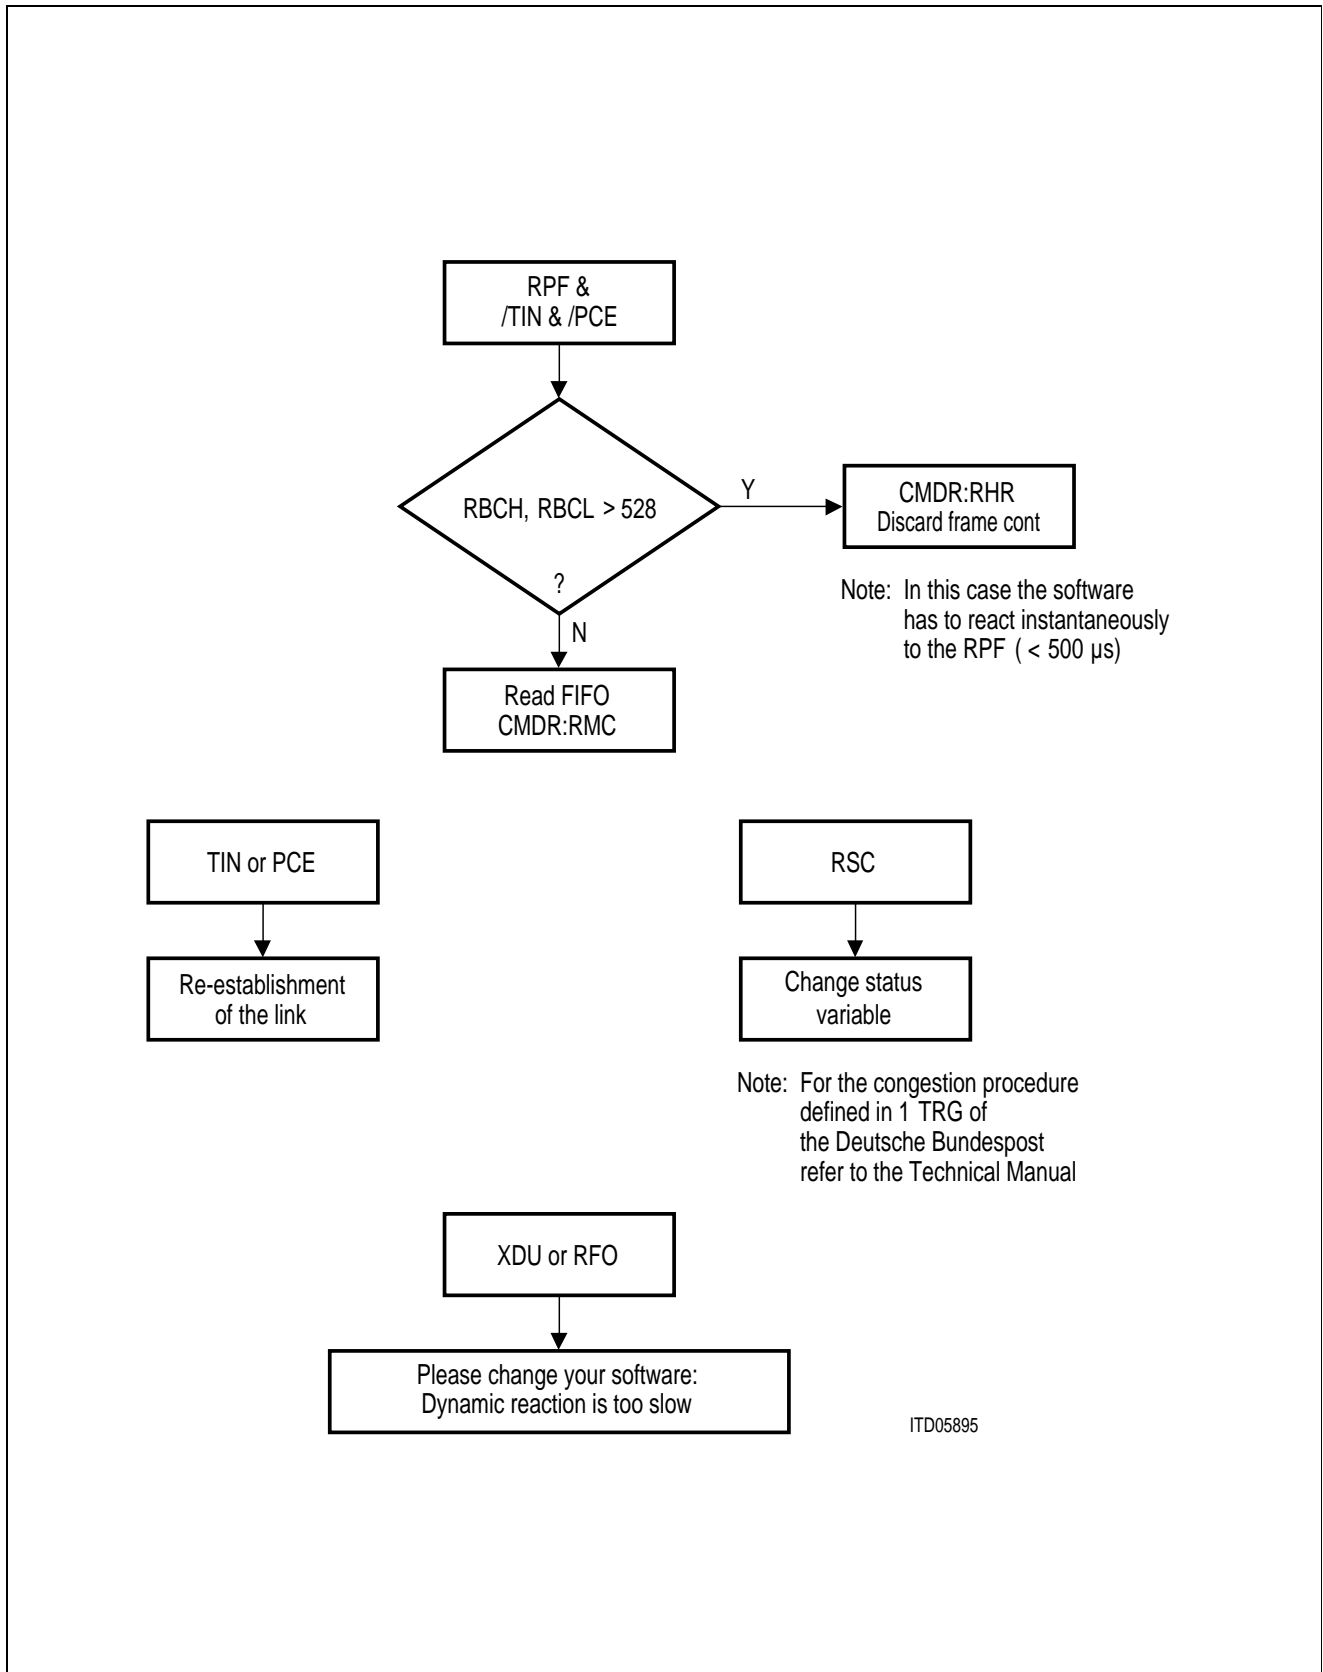 RPF &
/TIN & /PCE
RBCH, RBCL > 528
?
Y
CMDR:RHR
Discard frame cont
Note: In this case the software
has to react instantaneously
to the RPF ( < 500 µs)
N
Read FIFO
CMDR:RMC
TIN or PCE
Re-establishment
of the link
RSC
Change status
variable
Note: For the congestion procedure
defined in 1 TRG of
the Deutsche Bundespost
refer to the Technical Manual
XDU or RFO
Please change your software:
Dynamic reaction is too slow
ITD05895